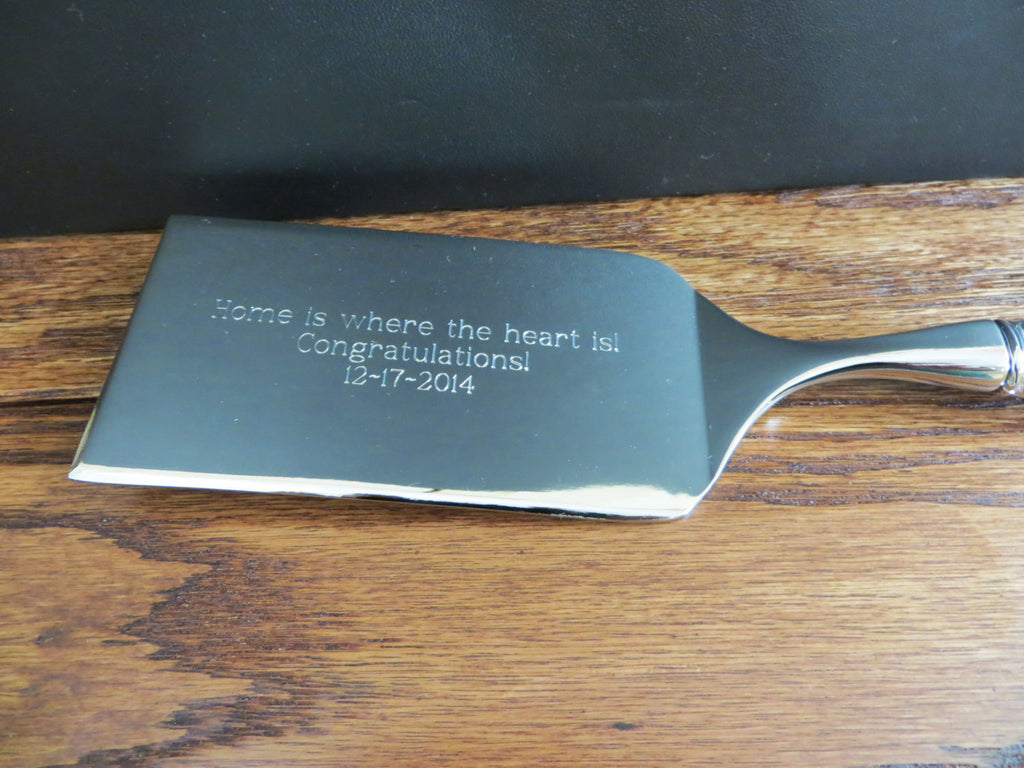 Home is where the heart is!
Congratulations!
12-17-2014